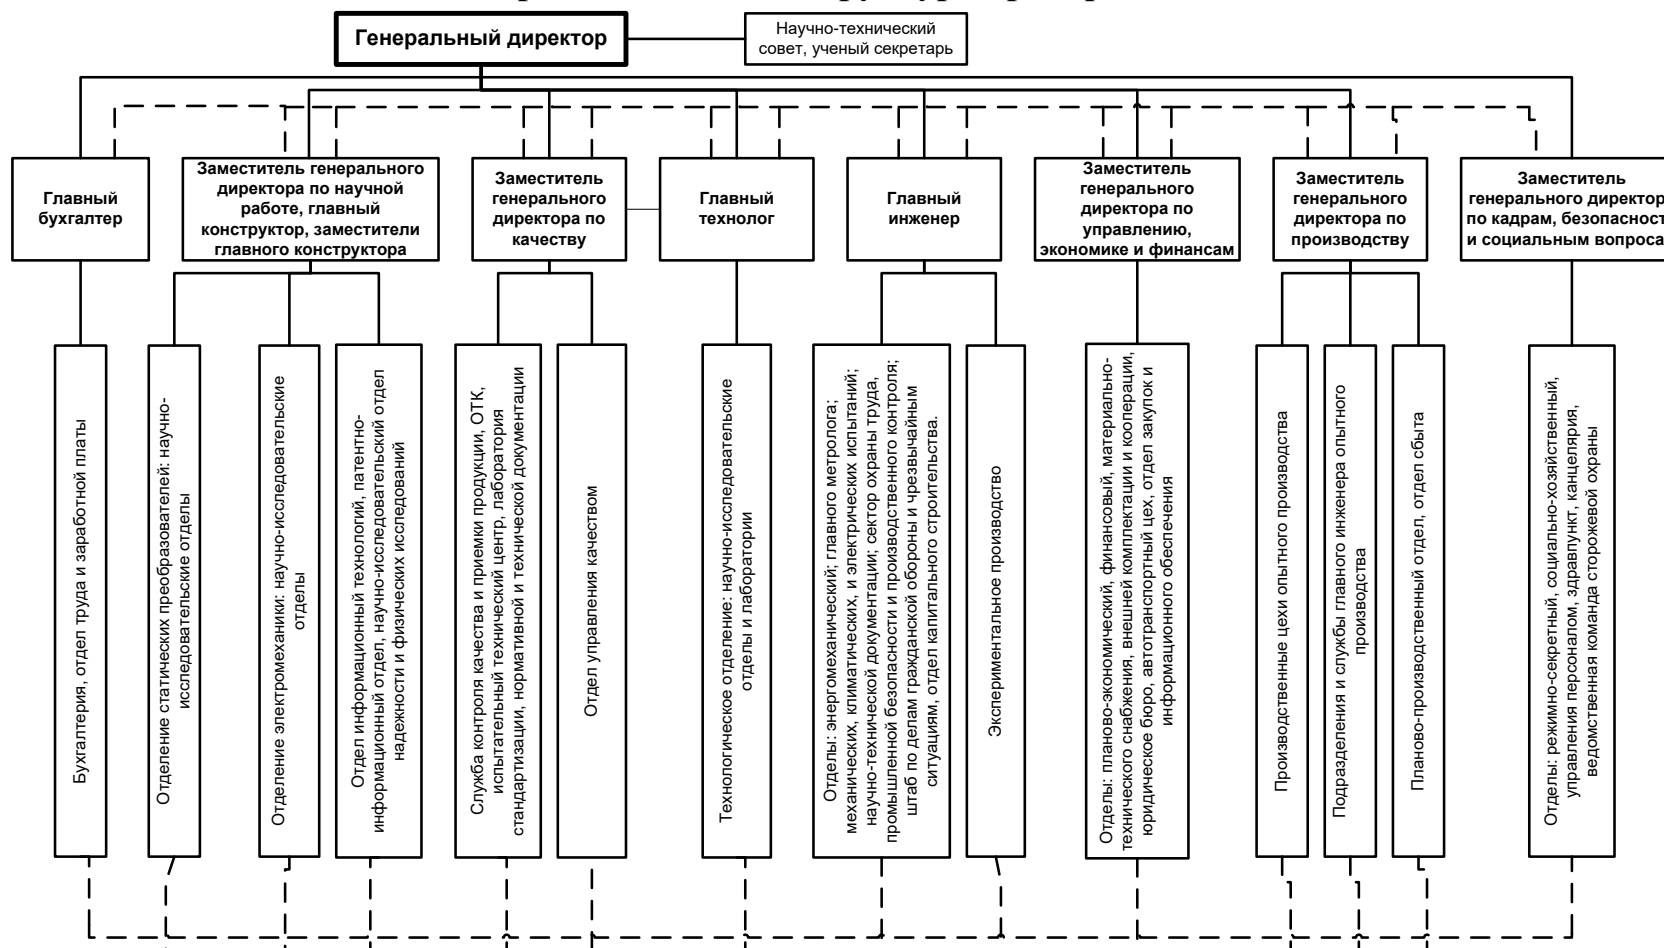 Генеральный директор
Научно-технический
совет, ученый секретарь
Главный
бухгалтер
Заместитель генерального
директора по научной
работе, главный
конструктор, заместители
главного конструктора
Заместитель
генерального
директора по
качеству
Главный
технолог
Главный
инженер
Заместитель
генерального
директора по
управлению,
экономике и финансам
Заместитель
генерального
директора по
производству
Заместитель
генерального директор
по кадрам, безопасност
и социальным вопроса
Бухгалтерия, отдел труда и заработной платы
Отделение статических преобразователей: научно-
исследовательские отделы
Отделение электромеханики: научно-исследовательские
отделы
Отдел информационный технологий, патентно-
информационный отдел, научно-исследовательский отдел
надежности и физических исследований
Служба контроля качества и приемки продукции, ОТК,
испытательный технический центр, лаборатория
стандартизации, нормативной и технической документации
Отдел управления качеством
Технологическое отделение: научно-исследовательские
отделы и лаборатории
Отделы: энергомеханический; главного метролога;
механических, климатических, и электрических испытаний;
научно-технической документации; сектор охраны труда,
промышленной безопасности и производственного контроля;
штаб по делам гражданской обороны и чрезвычайным
ситуациям, отдел капитального строительства.
Экспериментальное производство
Отделы: планово-экономический, финансовый, материально-
технического снабжения, внешней комплектации и кооперации,
юридическое бюро, автотранспортный цех, отдел закупок и
информационного обеспечения
Производственные цехи опытного производства
Подразделения и службы главного инженера опытного
производства
Планово-производственный отдел, отдел сбыта
Отделы: режимно-секретный, социально-хозяйственный,
управления персоналом, здравпункт, канцелярия,
ведомственная команда сторожевой охраны